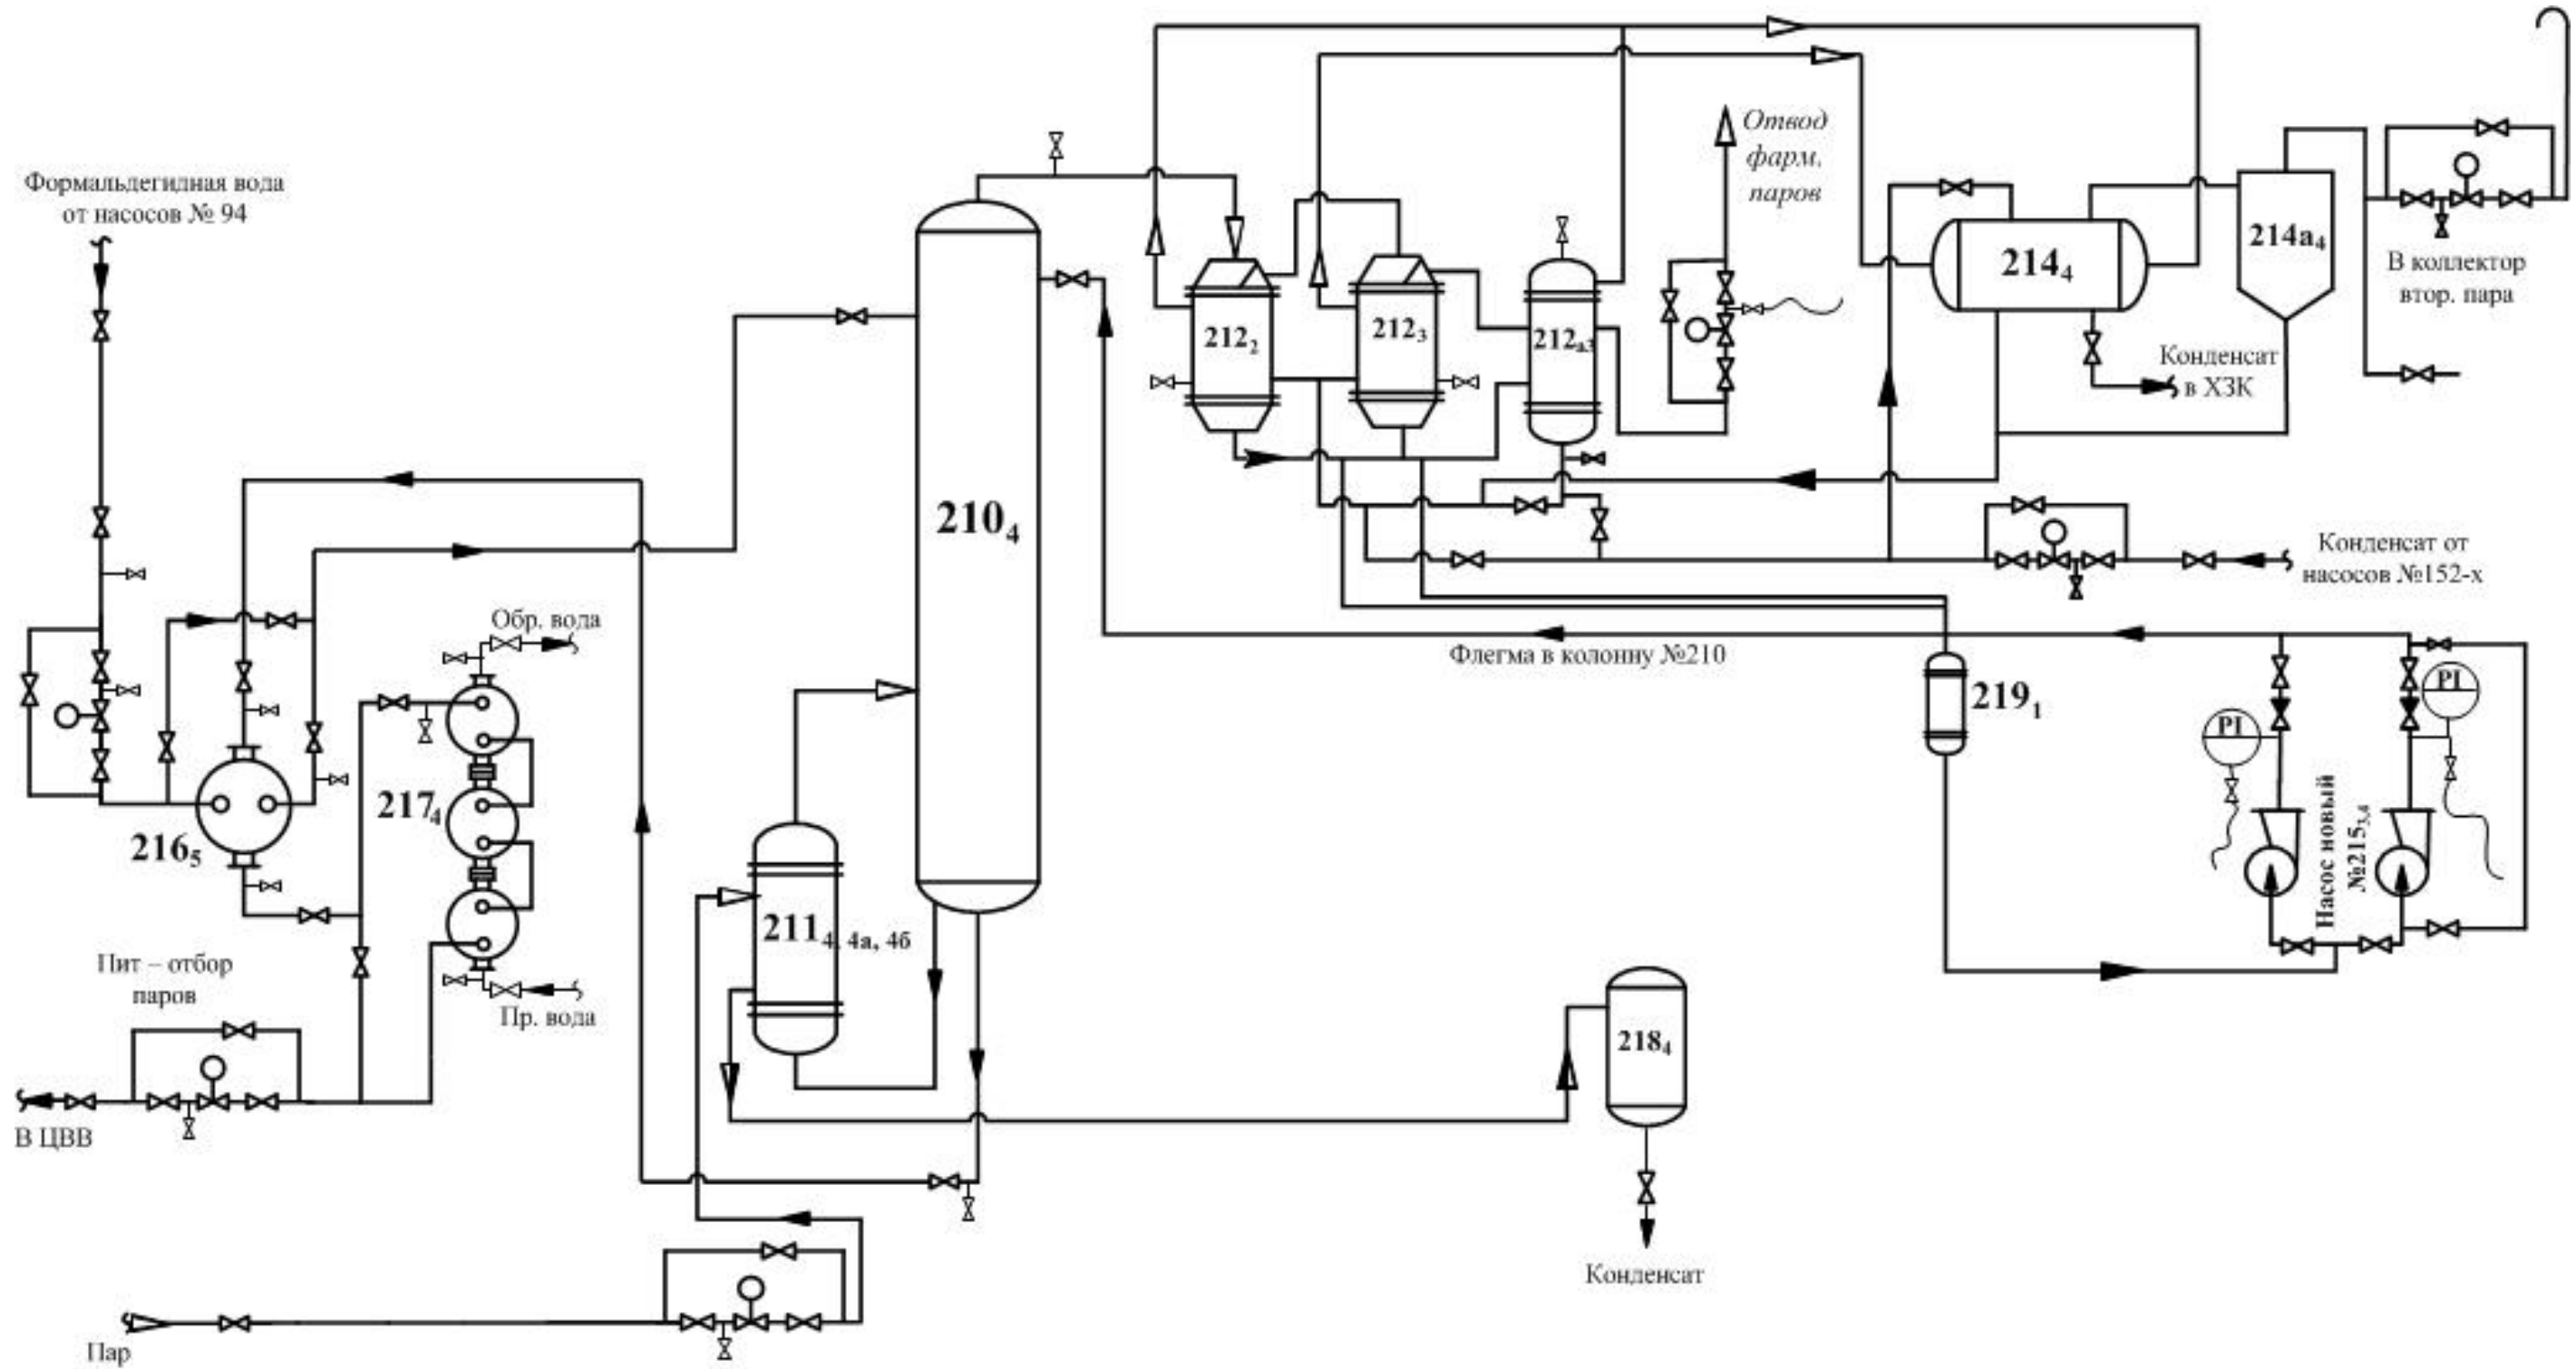 Отвод
фарм.
паров
Формальдегидная вода
от насосов № 94
214а₄
214₄
В коллектор
втор. пара
212₂
212₃
212а₃
Конденсат
в ХЗК
210₄
Конденсат от
насосов №152-х
Обр. вода
Флегма в колонну №210
219₁
PI
PI
217₄
216₅
Насос новый
№215₃,₄
211₄, 4а, 4б
Пит – отбор
паров
Пр. вода
218₄
В ЦВВ
Конденсат
Пар